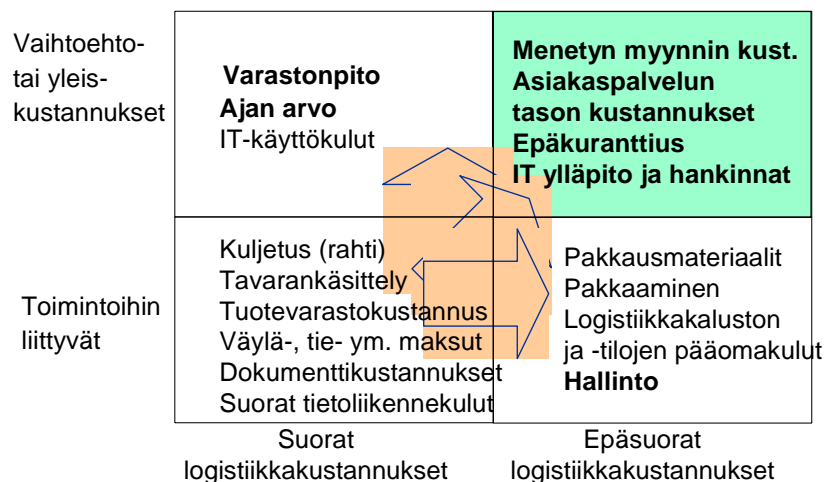 Vaihtoehto-
tai yleis-
kustannukset
Varastonpito
Ajan arvo
IT-käyttökulut
Menetyn myynnin kust.
Asiakaspalvelun
tason kustannukset
Epäkuranttius
IT ylläpito ja hankinnat
Toimintoihin
liittyvät
Kuljetus (rahti)
Tavarankäsittely
Tuotevarastokustannus
Väylä-, tie- ym. maksut
Dokumenttikustannukset
Suorat tietoliikennekulut
Pakkausmateriaalit
Pakkaaminen
Logistiikkakaluston
ja -tilojen pääomakulut
Hallinto
Suorat
logistiikkakustannukset
Epäsuorat
logistiikkakustannukset